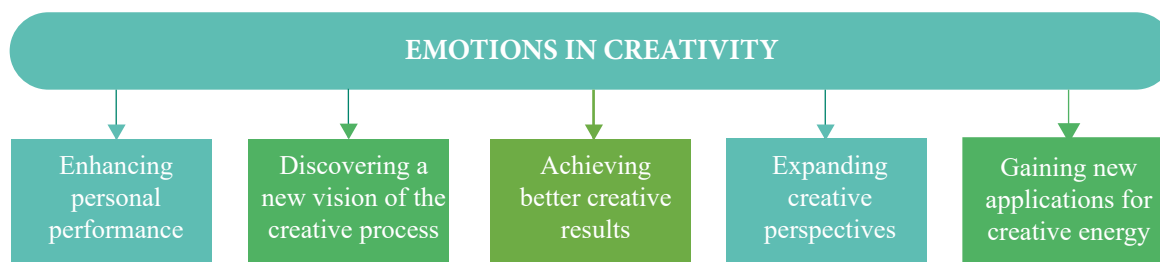 EMOTIONS IN CREATIVITY
Enhancing
personal
performance
Discovering a
new vision of the
creative process
Achieving
better creative
results
Expanding
creative
perspectives
Gaining new
applications for
creative energy